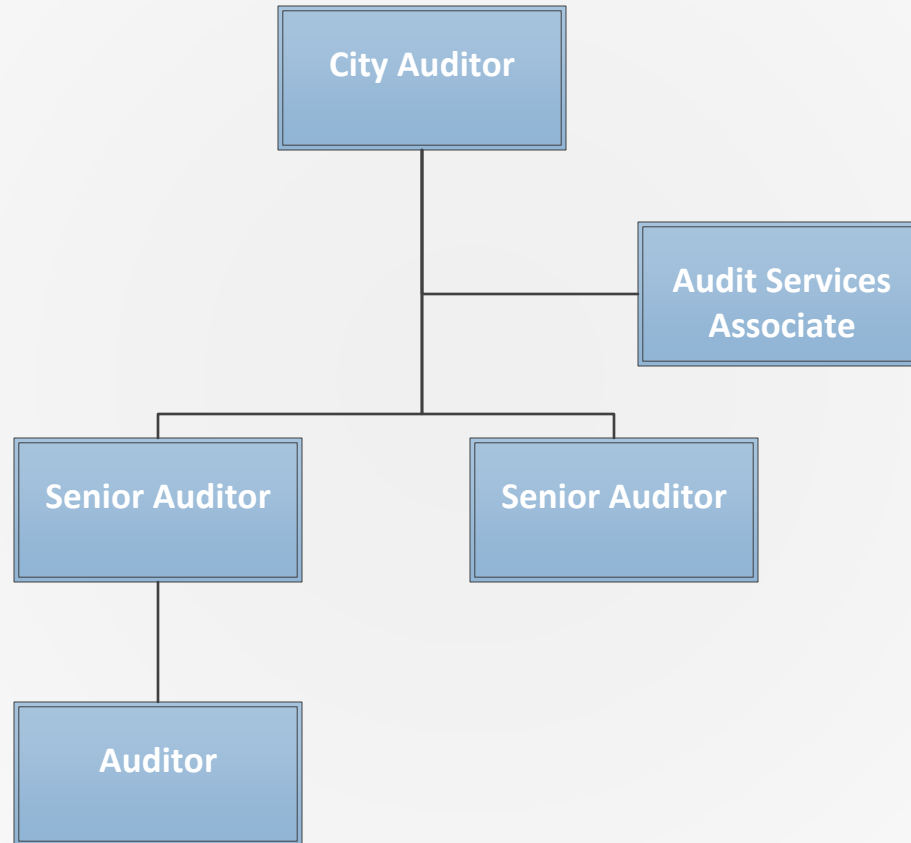 City Auditor
Audit Services
Associate
Senior Auditor
Senior Auditor
Auditor